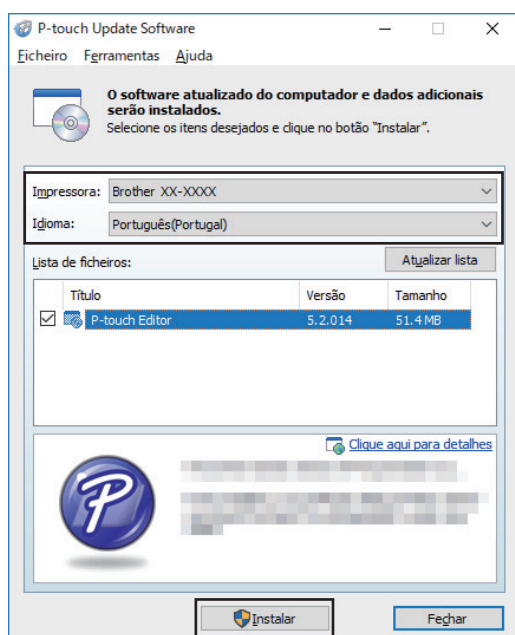 P-touch Update Software
Ficheiro Ferramentas Ajuda
O software atualizado do computador e dados adicionais
serão instalados.
Selecione os itens desejados e clique no botão "Instalar".
Impressora: Brother XX-XXXX
Idioma: Português(Portugal)
Lista de ficheiros: Atualizar lista
Título Versão Tamanho
P-touch Editor 5.2.014 51.4 MB
Clique aqui para detalhes
P
Instalar Fechar